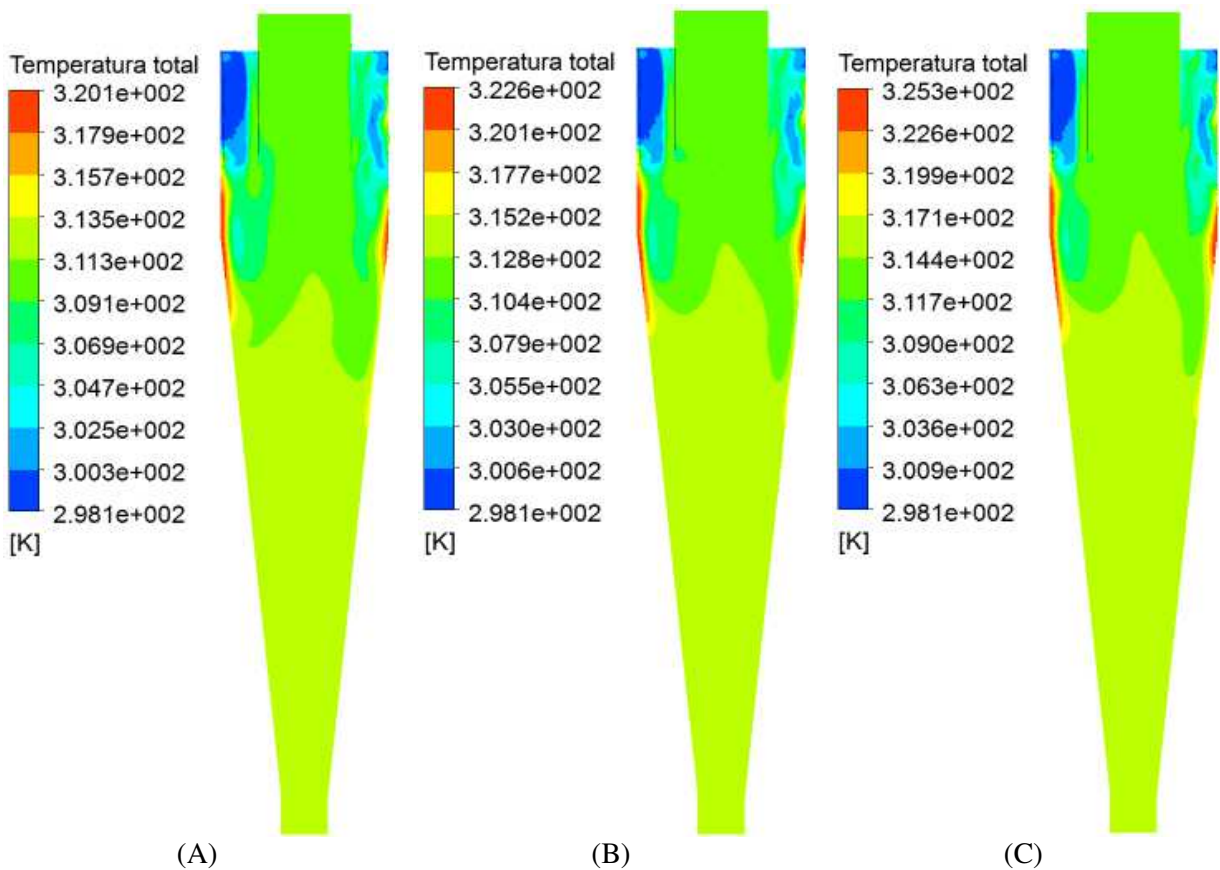 Temperatura total
3.201e+002
3.179e+002
3.157e+002
3.135e+002
3.113e+002
3.091e+002
3.069e+002
3.047e+002
3.025e+002
3.003e+002
2.981e+002
[K]
(A)
Temperatura total
3.226e+002
3.201e+002
3.177e+002
3.152e+002
3.128e+002
3.104e+002
3.079e+002
3.055e+002
3.030e+002
3.006e+002
2.981e+002
[K]
(B)
Temperatura total
3.253e+002
3.226e+002
3.199e+002
3.171e+002
3.144e+002
3.117e+002
3.090e+002
3.063e+002
3.036e+002
3.009e+002
2.981e+002
[K]
(C)